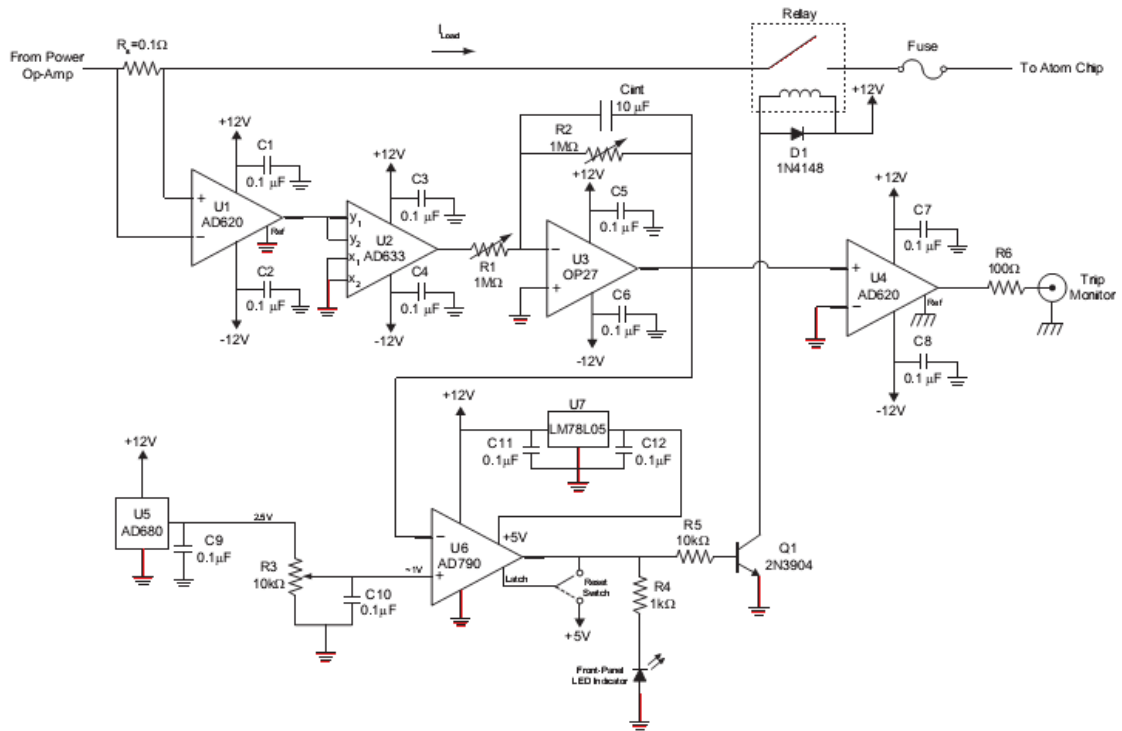 Relay
I Load
R s =0.1Ω
From Power
Op-Amp
Fuse
To Atom Chip
Cint
10 µF
+12V
R2
1MΩ
D1
1N4148
+12V
C1
0.1 µF
+
−
U1
AD620
Ref
C2
0.1 µF
-12V
+12V
C3
0.1 µF
y1
y2
x1
x2
U2
AD633
C4
0.1 µF
-12V
R1
1MΩ
+12V
C5
0.1 µF
−
+
U3
OP27
C6
0.1 µF
-12V
+12V
C7
0.1 µF
+
−
U4
AD620
Ref
C8
0.1 µF
-12V
R6
100Ω
Trip
Monitor
+12V
U7
LM78L05
C11
0.1µF
C12
0.1µF
+12V
U5
AD680
2.5V
C9
0.1µF
R3
10kΩ
C10
0.1µF
~1V
−
+
U6
AD790
+5V
Latch
Reset
Switch
+5V
R5
10kΩ
R4
1kΩ
Q1
2N3904
Front-Panel
LED Indicator